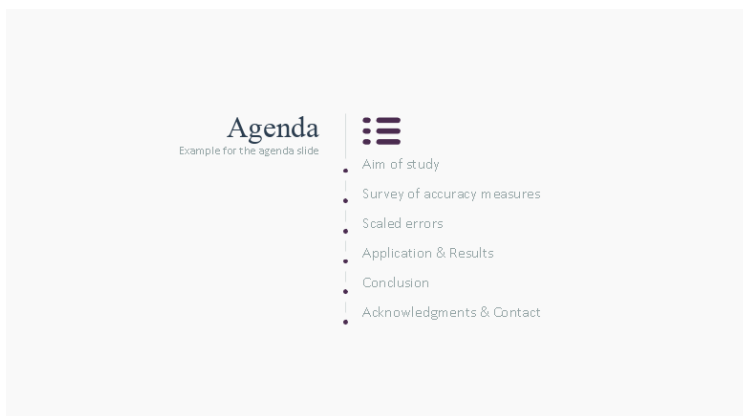 Agenda
Example for the agenda slide
Aim of study
Survey of accuracy measures
Scaled errors
Application & Results
Conclusion
Acknowledgments & Contact